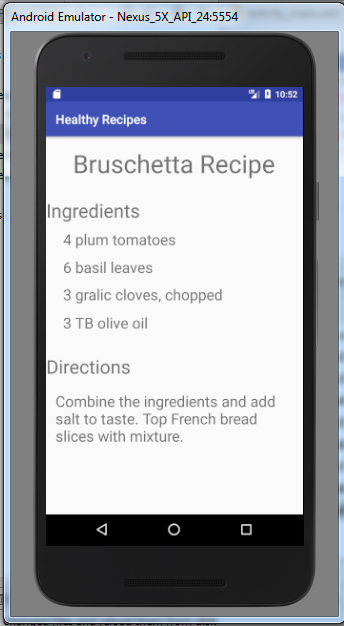 Android Emulator - Nexus_5X_API_24:5554
10:52
Healthy Recipes
Bruschetta Recipe
Ingredients
4 plum tomatoes
6 basil leaves
3 gralic cloves, chopped
3 TB olive oil
Directions
Combine the ingredients and add
salt to taste. Top French bread
slices with mixture.